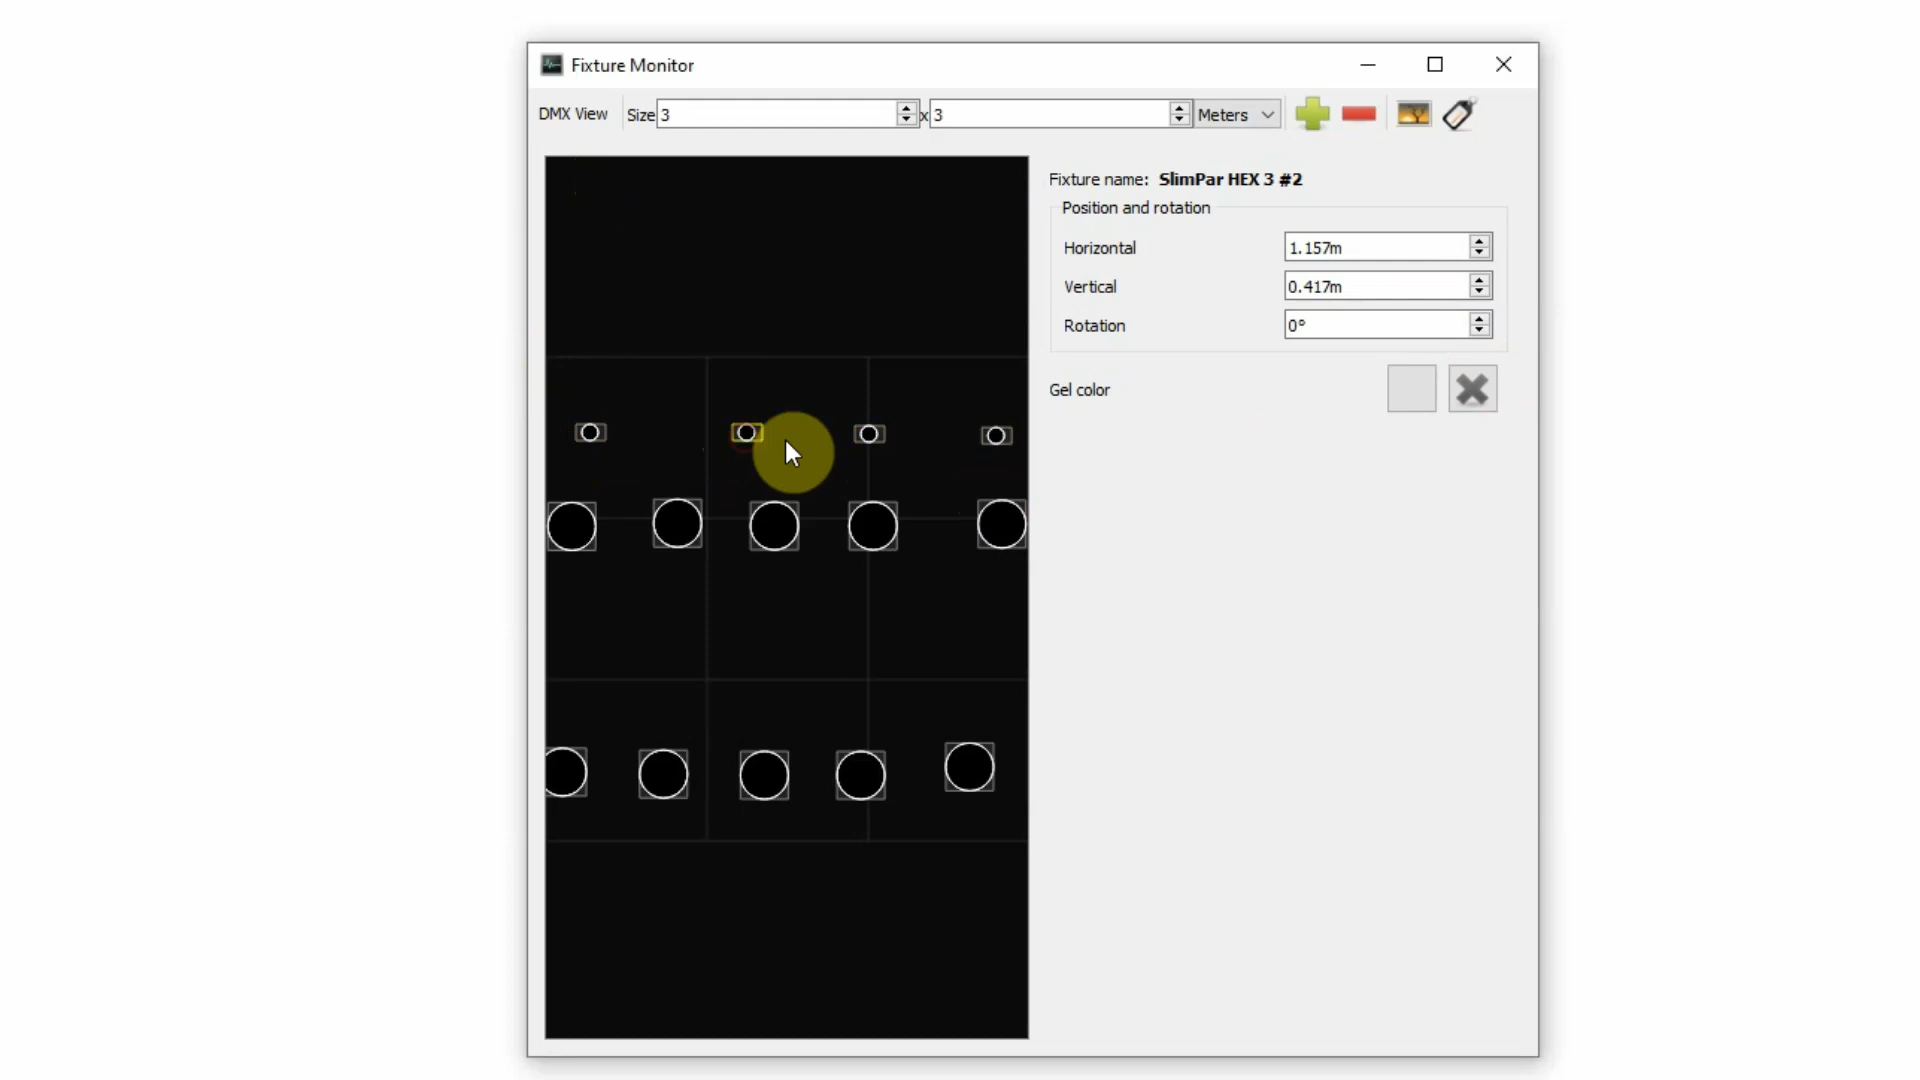 Fixture Monitor
DMX View Size 3 x 3 Meters
Fixture name: SlimPar HEX 3 #2
Position and rotation
Horizontal 1.157m
Vertical 0.417m
Rotation 0°
Gel color